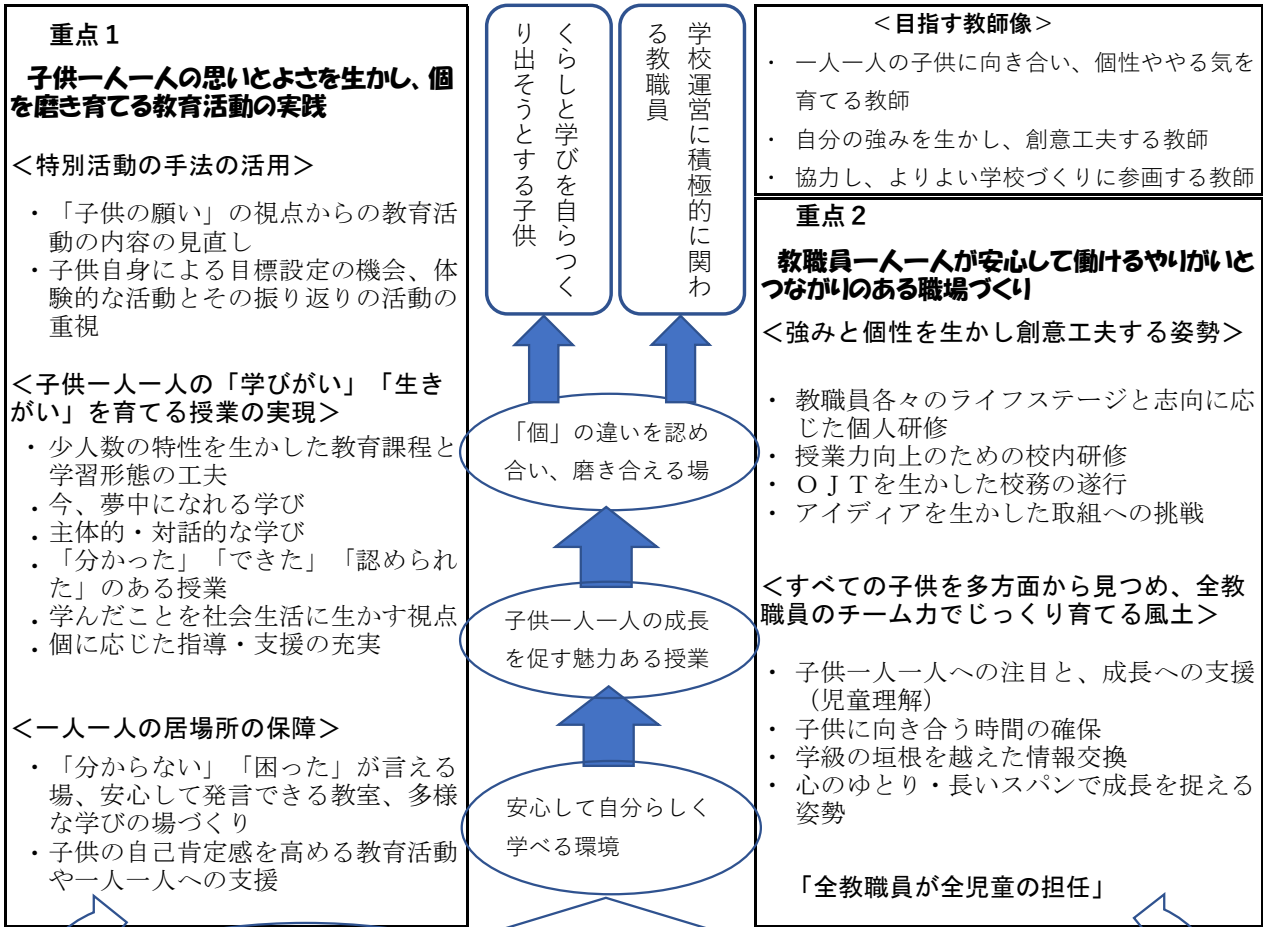 重点１
子供一人一人の思いとよさを生かし、個
を磨き育てる教育活動の実践
＜特別活動の手法の活用＞
・「子供の願い」の視点からの教育活
動の内容の見直し
・子供自身による目標設定の機会、体
験的な活動とその振り返りの活動の
重視
＜子供一人一人の「学びがい」「生き
がい」を育てる授業の実現＞
・少人数の特性を生かした教育課程と
学習形態の工夫
・今、夢中になれる学び
・主体的・対話的な学び
・「分かった」「できた」「認められ
た」のある授業
・学んだことを社会生活に生かす視点
・個に応じた指導・支援の充実
＜一人一人の居場所の保障＞
・「分からない」「困った」が言える
場、安心して発言できる教室、多様
な学びの場づくり
・子供の自己肯定感を高める教育活動
や一人一人への支援
くらしと学びを自らつく
り出そうとする子供
学校運営に積極的に関わ
る教職員
「個」の違いを認め
合い、磨き合える場
子供一人一人の成長
を促す魅力ある授業
安心して自分らしく
学べる環境
＜目指す教師像＞
・ 一人一人の子供に向き合い、個性ややる気を
育てる教師
・ 自分の強みを生かし、創意工夫する教師
・ 協力し、よりよい学校づくりに参画する教師
重点２
教職員一人一人が安心して働けるやりがいと
つながりのある職場づくり
＜強みと個性を生かし創意工夫する姿勢＞
・ 教職員各々のライフステージと志向に応
じた個人研修
・ 授業力向上のための校内研修
・ ＯＪＴを生かした校務の遂行
・ アイディアを生かした取組への挑戦
＜すべての子供を多方面から見つめ、全教
職員のチーム力でじっくり育てる風土＞
・ 子供一人一人への注目と、成長への支援
（児童理解）
・ 子供に向き合う時間の確保
・ 学級の垣根を越えた情報交換
・ 心のゆとり・長いスパンで成長を捉える
姿勢
「全教職員が全児童の担任」